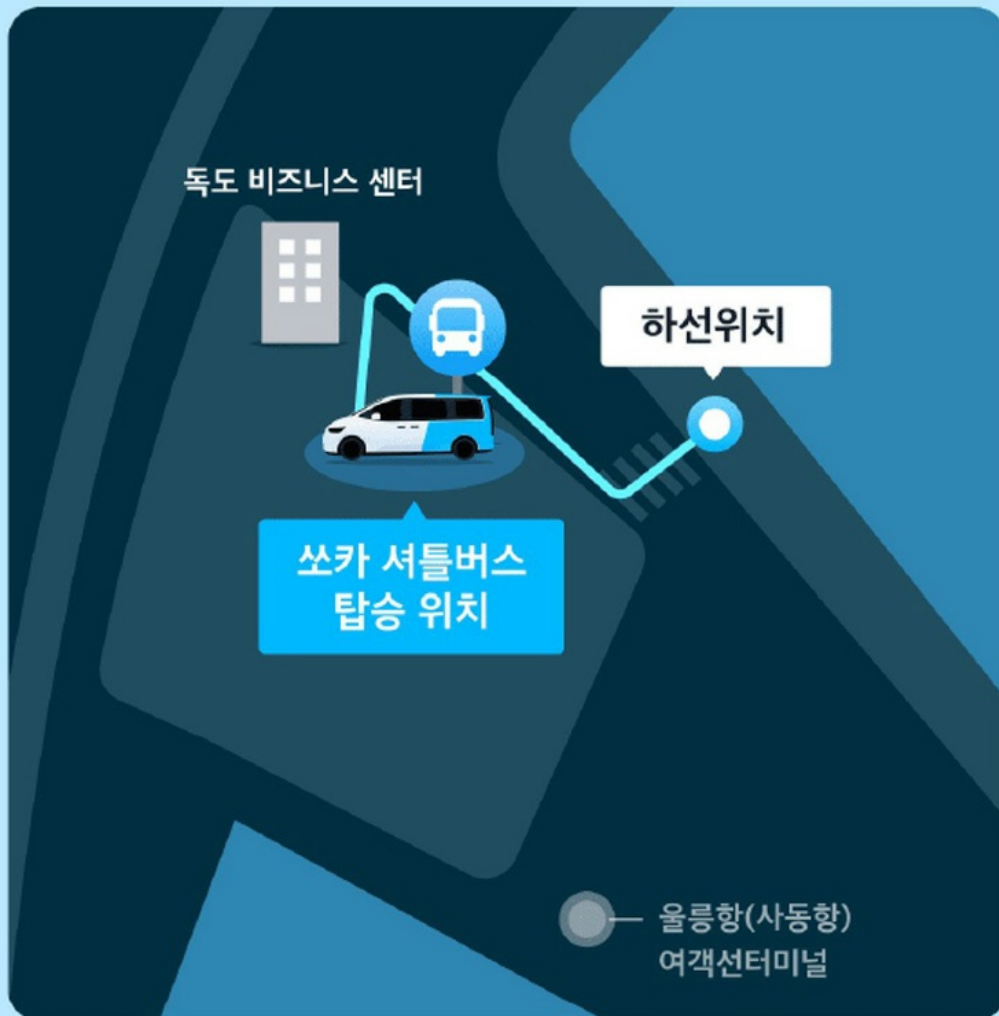 독도 비즈니스 센터
하선위치
쏘카 셔틀버스
탑승 위치
울릉항(사동항)
여객선터미널